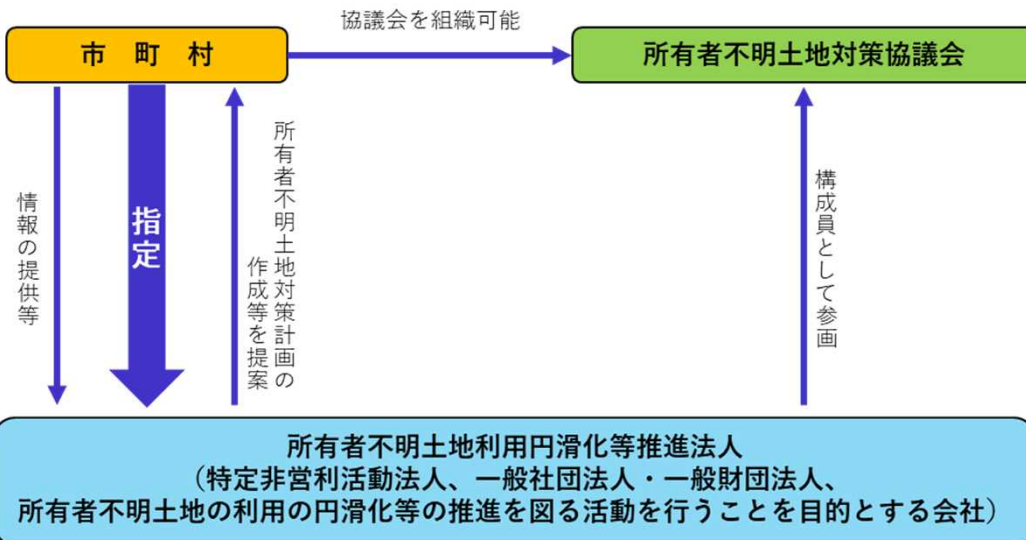 協議会を組織可能
市 町 村
所有者不明土地対策協議会
情報の提供等
指定
所有者不明土地対策計画の
作成等を提案
構成員として参画
所有者不明土地利用円滑化等推進法人
（特定非営利活動法人、一般社団法人・一般財団法人、
所有者不明土地の利用の円滑化等の推進を図る活動を行うことを目的とする会社）